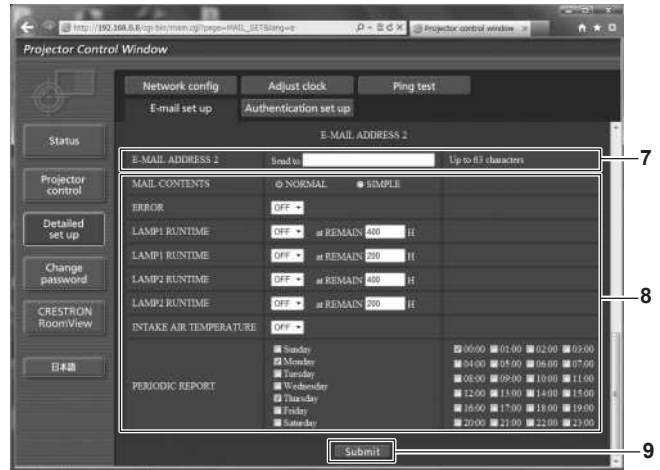 http://192.168.0.8/cgi-bin/main.cgi?page=MAIL_SET&lang=e
Projector control window
Projector Control Window
Network config Adjust clock Ping test
E-mail set up Authentication set up
Status
Projector control
Detailed set up
Change password
CRESTRON RoomView
日本語
E-MAIL ADDRESS 2
E-MAIL ADDRESS 2 Send to Up to 63 characters 7
MAIL CONTENTS NORMAL SIMPLE
ERROR OFF
LAMP1 RUNTIME OFF at REMAIN 400 H
LAMP1 RUNTIME OFF at REMAIN 200 H
LAMP2 RUNTIME OFF at REMAIN 400 H
8
LAMP2 RUNTIME OFF at REMAIN 200 H
INTAKE AIR TEMPERATURE OFF
PERIODIC REPORT
Sunday
Monday
Tuesday
Wednesday
Thursday
Friday
Saturday
00:00 01:00 02:00 03:00
04:00 05:00 06:00 07:00
08:00 09:00 10:00 11:00
12:00 13:00 14:00 15:00
16:00 17:00 18:00 19:00
20:00 21:00 22:00 23:00
Submit 9